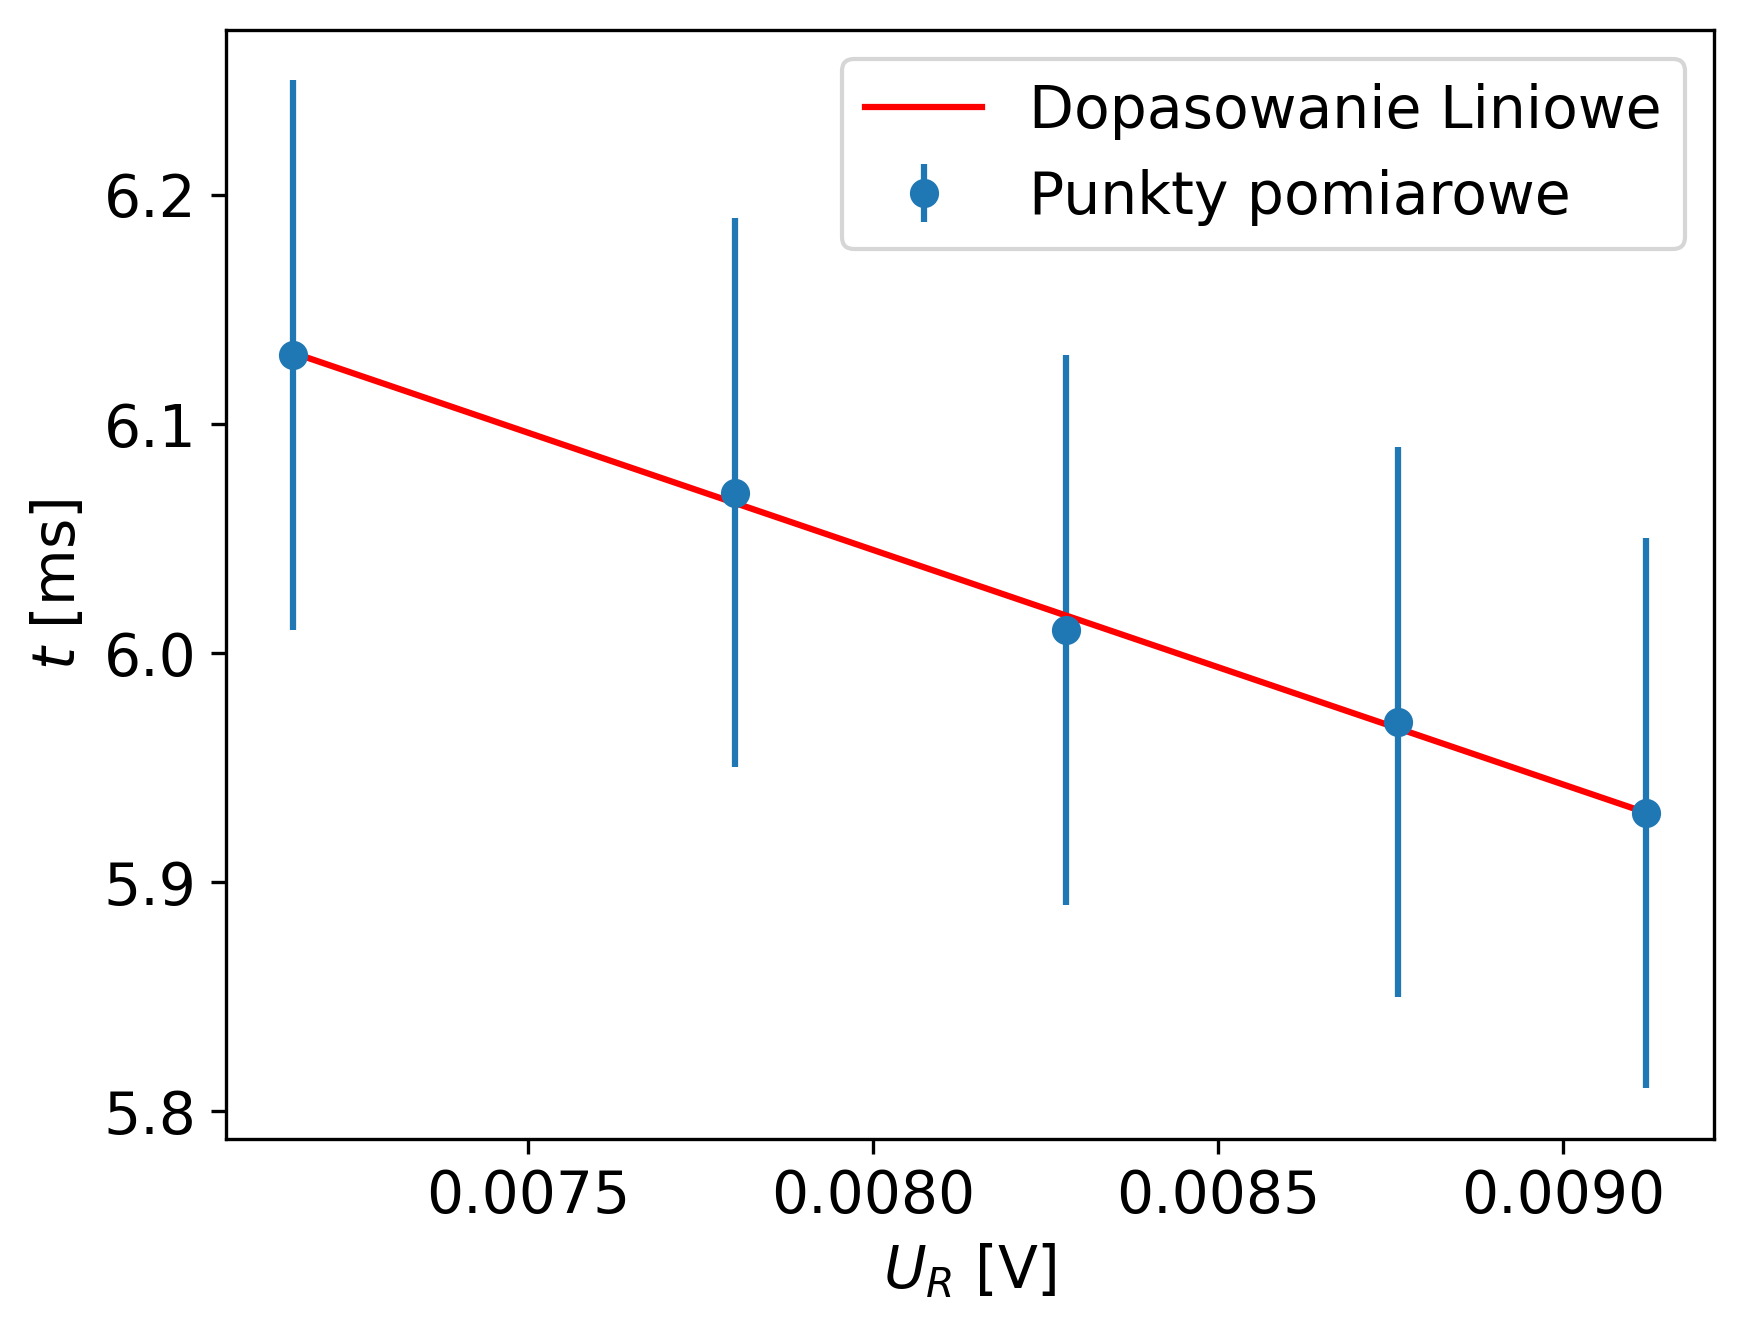 Dopasowanie Liniowe
Punkty pomiarowe
6.2
6.1
6.0
5.9
5.8
t [ms]
0.0075 0.0080 0.0085 0.0090
U_R [V]